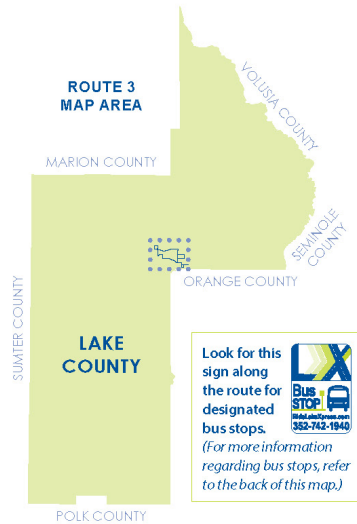 ROUTE 3
MAP AREA
VOLUSIA COUNTY
MARION COUNTY
SEMINOLE
COUNTY
ORANGE COUNTY
SUMTER COUNTY
LAKE
COUNTY
Look for this
sign along
the route for
designated
bus stops.
(For more information
regarding bus stops, refer
to the back of this map.)
LX
BUS
STOP
RideLakeXpress.com
352-742-1940
POLK COUNTY